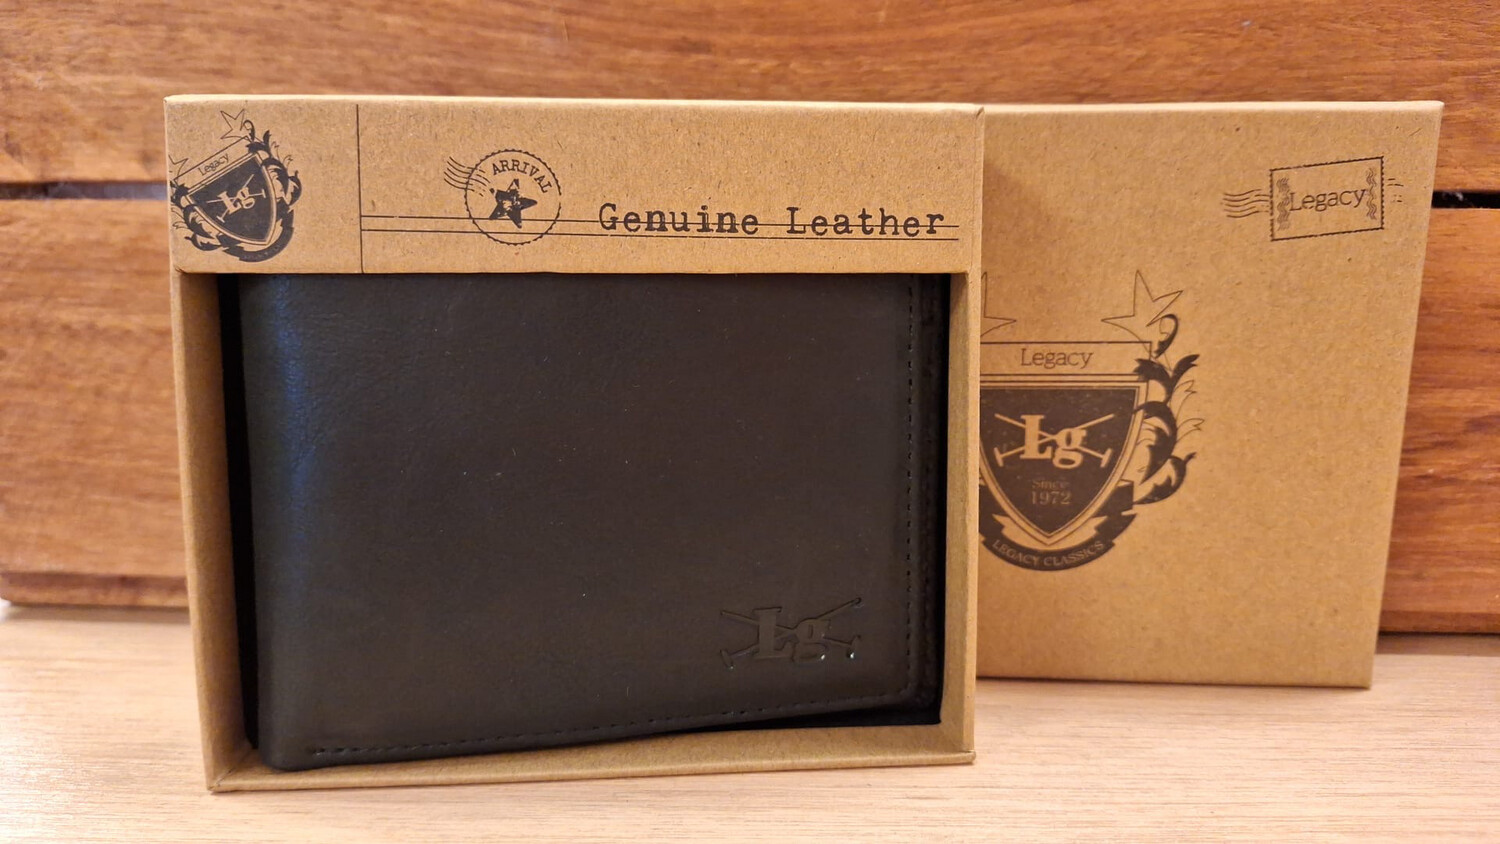 Legacy
Lg
ARRIVAL
Genuine Leather
Lg
Legacy
Legacy
Lg
Since
1972
LEGACY CLASSICS